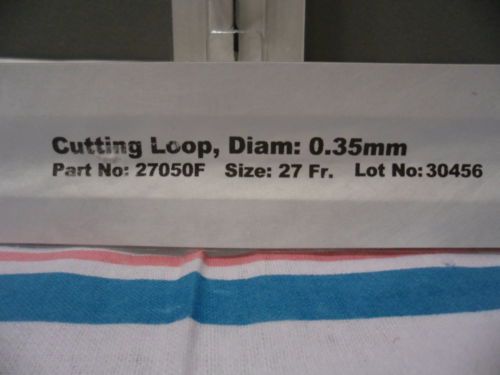 Cutting Loop, Diam: 0.35mm
Part No: 27050F Size: 27 Fr. Lot No: 30456